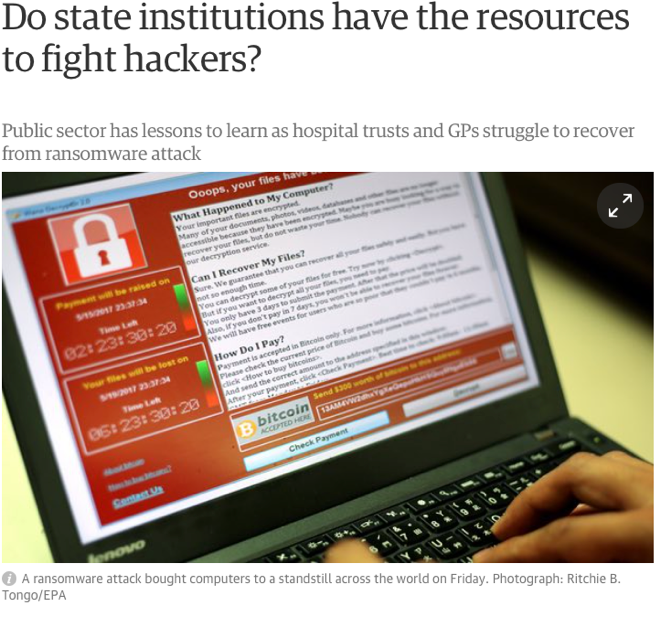 Do state institutions have the resources
to fight hackers?
Public sector has lessons to learn as hospital trusts and GPs struggle to recover
from ransomware attack
Ooops, your files have
What Happened to My Computer?
Your important files are encrypted.
Many of your documents, photos, videos, databases and other files are no longer
accessible because they have been encrypted. Maybe you are busy looking for a way to
recover your files, but do not waste your time. Nobody can recover your files without
our decryption service.
Can I Recover My Files?
Sure. We guarantee that you can recover all your files safely and easily. But you have
not so enough time.
You can decrypt some of your files for free. Try now by clicking <Decrypt>.
But if you want to decrypt all your files, you need to pay.
You only have 3 days to submit the payment. After that the price will be doubled.
Also, if you don't pay in 7 days, you won't be able to recover your files forever.
We will have free events for users who are so poor that they couldn't pay in 6 months.
How Do I Pay?
Payment is accepted in Bitcoin only. For more information, click <About bitcoin>.
Please check the current price of Bitcoin and buy some bitcoins. For more information,
click <How to buy bitcoins>.
And send the correct amount to the address specified in this window.
After your payment, click <Check Payment>.
Payment will be raised on
5/15/2017 23:37:34
Time Left
02:23:30:20
Your files will be lost on
5/19/2017 23:37:34
Time Left
06:23:30:20
About bitcoin
How to buy bitcoins?
Contact Us
bitcoin
ACCEPTED HERE
Send $300 worth of bitcoin to this address:
Check Payment
Decrypt
lenovo
A ransomware attack bought computers to a standstill across the world on Friday. Photograph: Ritchie B.
Tongo/EPA